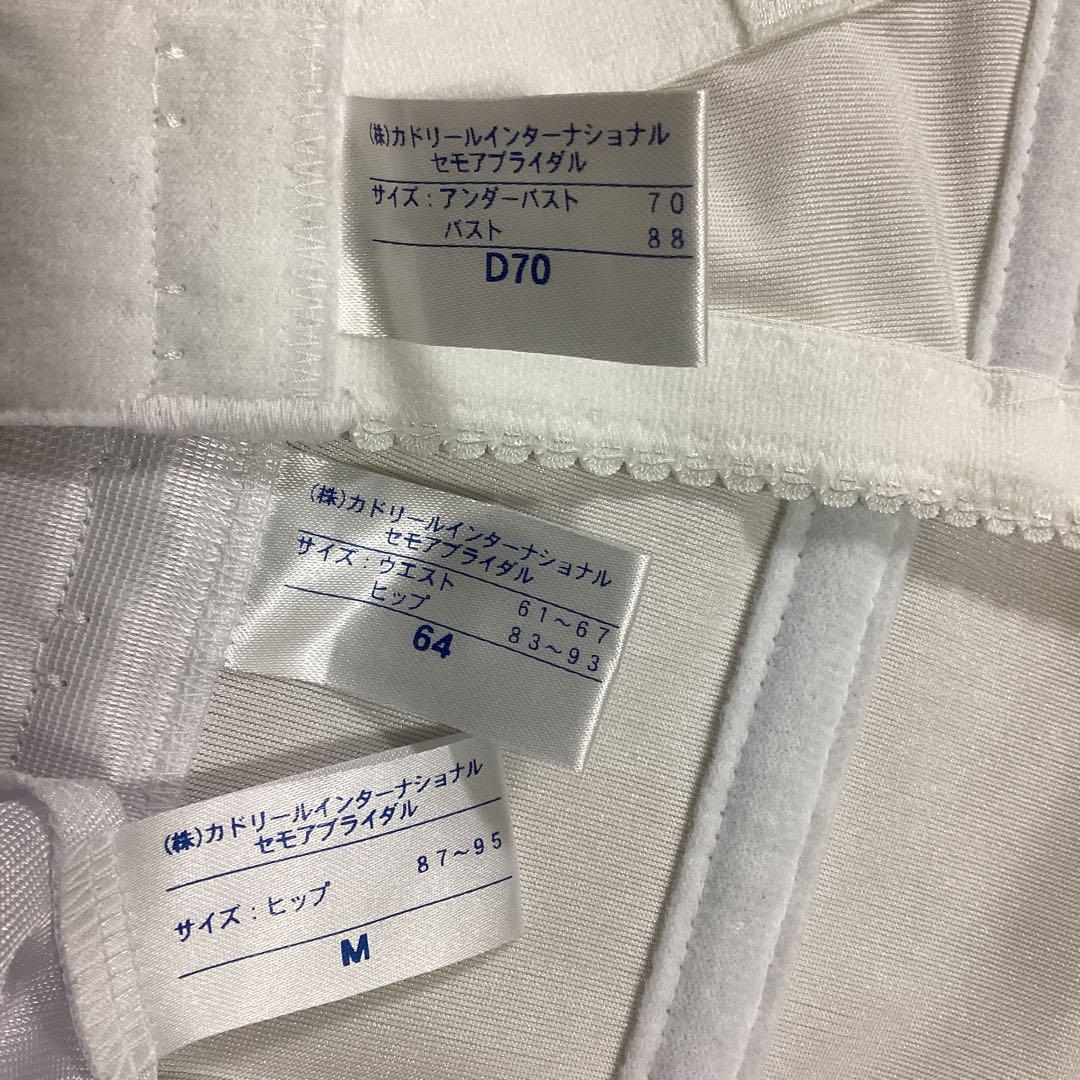 (株)カドリールインターナショナル
セモアブライダル
サイズ：アンダーバスト 70
バスト 88
D70
(株)カドリールインターナショナル
セモアブライダル
サイズ：ウエスト 61～67
ヒップ 83～93
64
(株)カドリールインターナショナル
セモアブライダル
サイズ：ヒップ 87～95
M